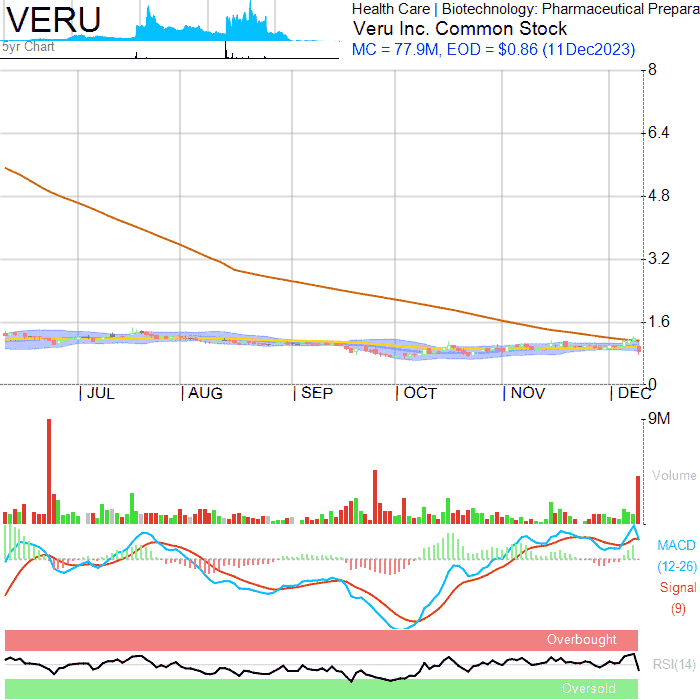 VERU
5yr Chart
Health Care | Biotechnology: Pharmaceutical Prepara
Veru Inc. Common Stock
MC = 77.9M, EOD = $0.86 (11Dec2023)
8
6.4
4.8
3.2
1.6
0
| JUL | AUG | SEP | OCT | NOV | DEC
9M
Volume
MACD
(12-26)
Signal
(9)
Overbought
RSI(14)
Oversold